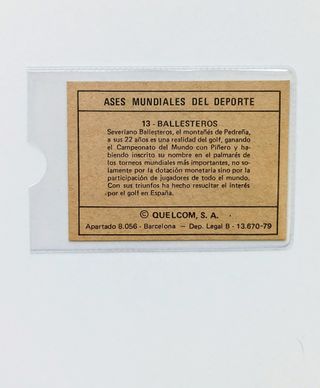 ASES MUNDIALES DEL DEPORTE
13 - BALLESTEROS
Severiano Ballesteros, el montañés de Pedreña,
a sus 22 años es una realidad del golf, ganando
el Campeonato del Mundo con Piñero y ha-
biendo inscrito su nombre en el palmarés de
los torneos mundiales más importantes, no so-
lamente por la dotación monetaria sino por la
participación de jugadores de todo el mundo.
Con sus triunfos ha hecho resucitar el interés
por el golf en España.
© QUELCOM, S. A.
Apartado 8.056 - Barcelona — Dep. Legal B - 13.670-79